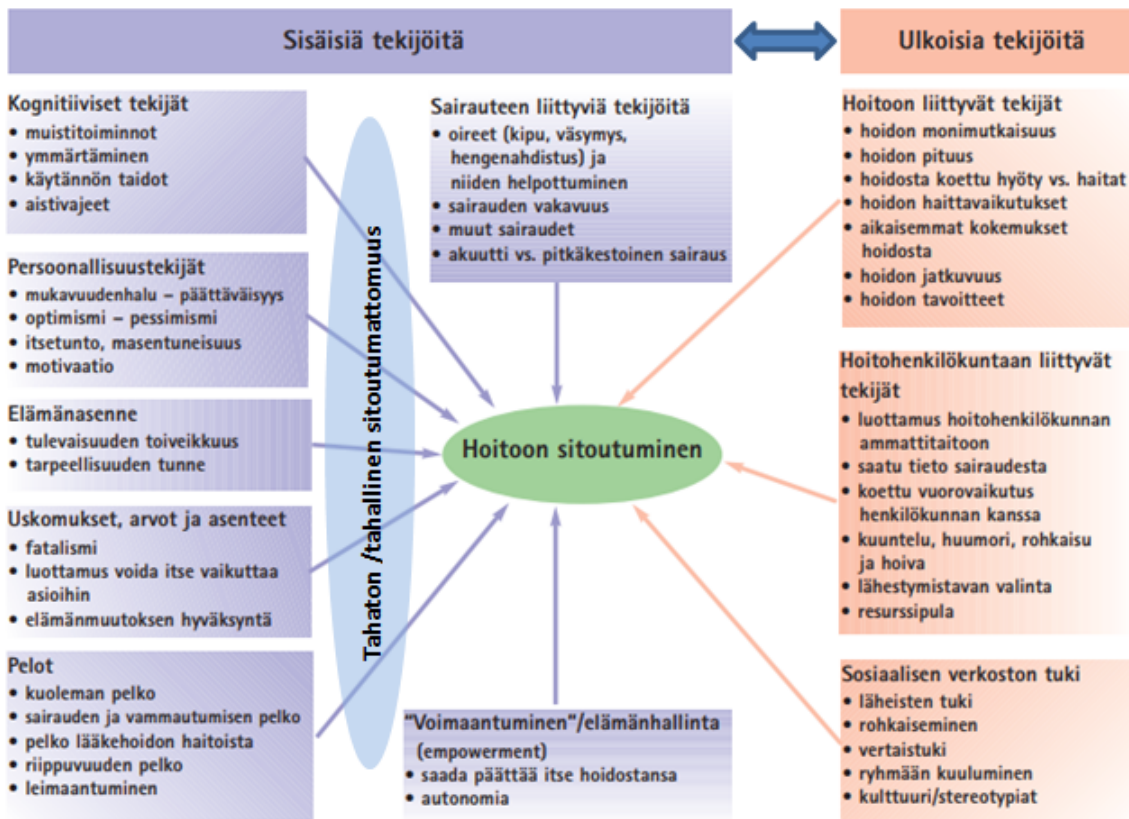 Sisäisiä tekijöitä
Ulkoisia tekijöitä
Kognitiiviset tekijät
• muistitoiminnot
• ymmärtäminen
• käytännön taidot
• aistivajeet
Persoonallisuustekijät
• mukavuudenhalu – päättäväisyys
• optimismi – pessimismi
• itsetunto, masentuneisuus
• motivaatio
Elämänasenne
• tulevaisuuden toiveikkuus
• tarpeellisuuden tunne
Uskomukset, arvot ja asenteet
• fatalismi
• luottamus voida itse vaikuttaa
asioihin
• elämänmuutoksen hyväksyntä
Pelot
• kuoleman pelko
• sairauden ja vammautumisen pelko
• pelko lääkehoidon haitoista
• riippuvuuden pelko
• leimaantuminen
Tahaton /tahallinen sitoutumattomuus
Sairauteen liittyviä tekijöitä
• oireet (kipu, väsymys,
hengenahdistus) ja
niiden helpottuminen
• sairauden vakavuus
• muut sairaudet
• akuutti vs. pitkäkestoinen sairaus
Hoitoon sitoutuminen
"Voimaantuminen"/elämänhallinta
(empowerment)
• saada päättää itse hoidostansa
• autonomia
Hoitoon liittyvät tekijät
• hoidon monimutkaisuus
• hoidon pituus
• hoidosta koettu hyöty vs. haitat
• hoidon haittavaikutukset
• aikaisemmat kokemukset
hoidosta
• hoidon jatkuvuus
• hoidon tavoitteet
Hoitohenkilökuntaan liittyvät
tekijät
• luottamus hoitohenkilökunnan
ammattitaitoon
• saatu tieto sairaudesta
• koettu vuorovaikutus
henkilökunnan kanssa
• kuuntelu, huumori, rohkaisu
ja hoiva
• lähestymistavan valinta
• resurssipula
Sosiaalisen verkoston tuki
• läheisten tuki
• rohkaiseminen
• vertaistuki
• ryhmään kuuluminen
• kulttuuri/stereotypiat